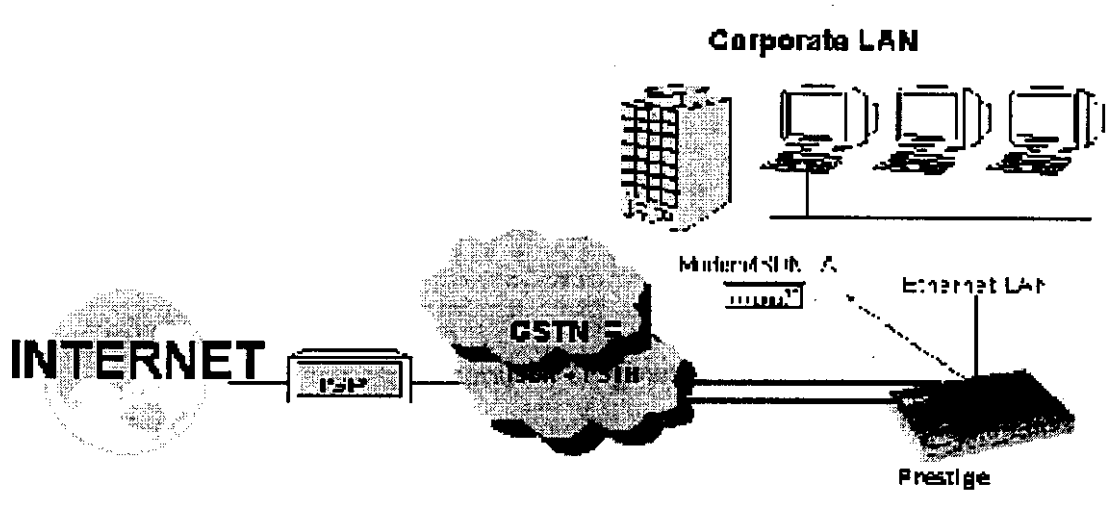 Corporate LAN
Ethernet LAN
GSTN =
INTERNET
ISP
Prestige